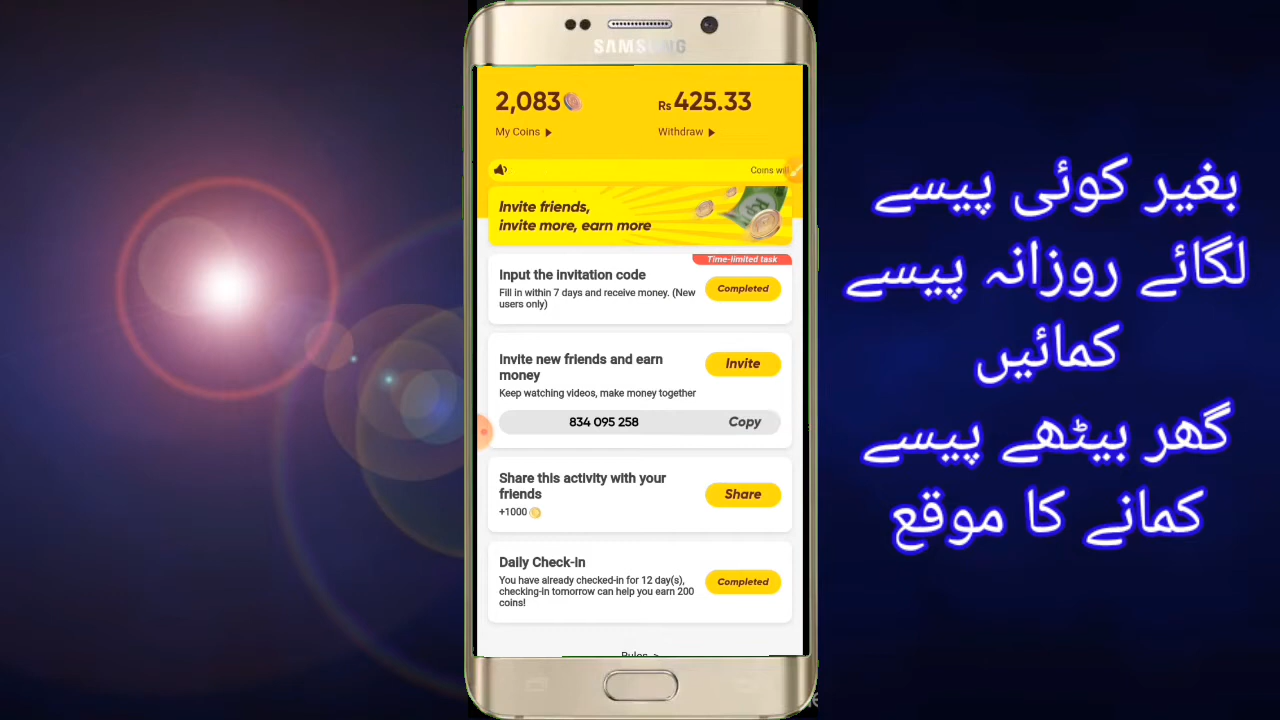 SAMSUNG
2,083
Rs 425.33
My Coins
Withdraw
Coins will
Invite friends,
invite more, earn more
Time-limited task
Input the invitation code
Fill in within 7 days and receive money. (New
users only)
Completed
Invite new friends and earn
money
Invite
Keep watching videos, make money together
834 095 258
Copy
Share this activity with your
friends
+1000
Share
Daily Check-in
You have already checked-in for 12 day(s),
checking-in tomorrow can help you earn 200
coins!
Completed
Rules >
بغیر کوئی پیسے
لگائے روزانہ پیسے
کمائیں
گھر بیٹھے پیسے
کمانے کا موقع